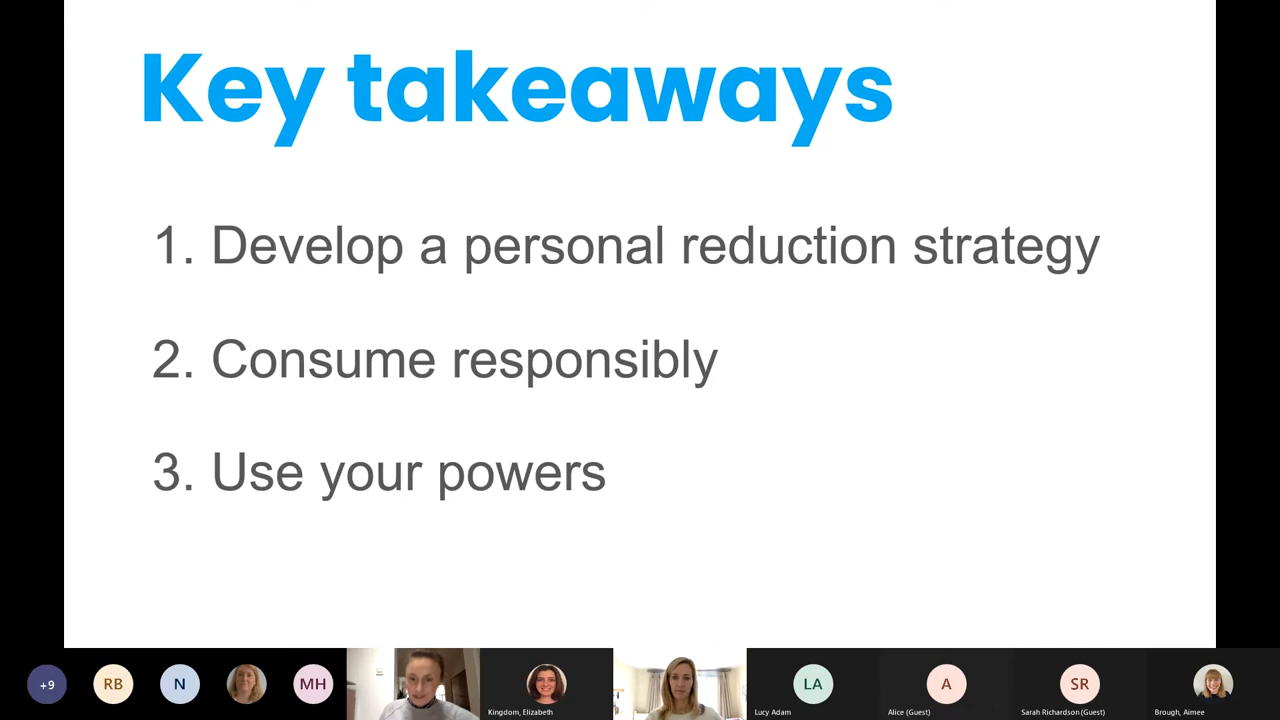 Key takeaways
1. Develop a personal reduction strategy
2. Consume responsibly
3. Use your powers
+9
RB
N
MH
Kingdom, Elizabeth
LA
Lucy Adam
A
Alice (Guest)
SR
Sarah Richardson (Guest)
Brough, Aimee